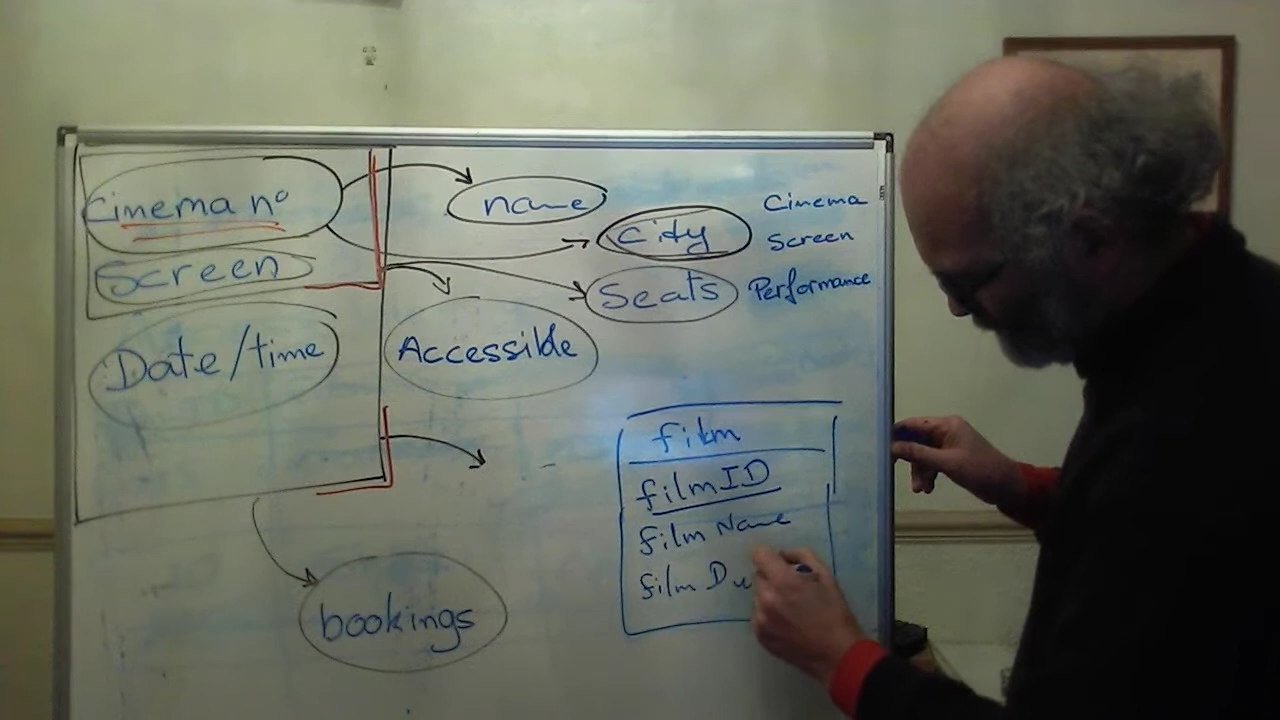 Cinema nº
Screen
Date/time
name
city
Seats
Accessible
bookings
Cinema
Screen
Performance
film
filmID
film Name
film Du